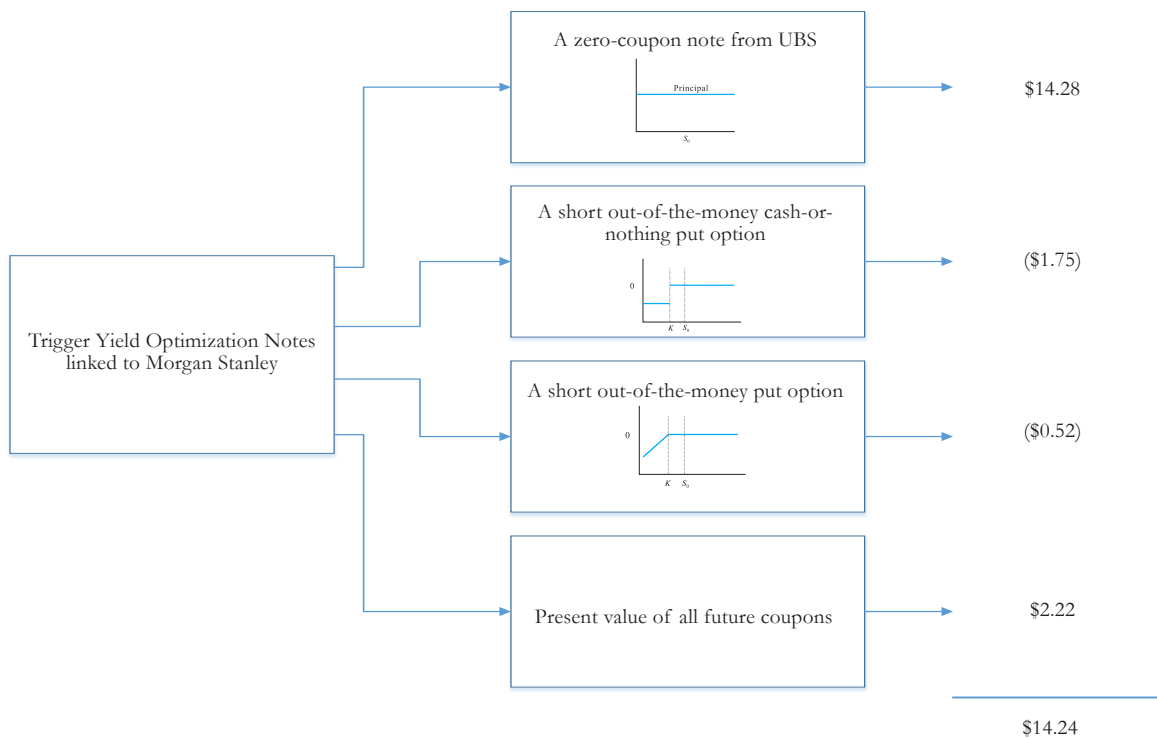 A zero-coupon note from UBS
Principal
S₀
$14.28
A short out-of-the-money cash-or-
nothing put option
0
K S₀
($1.75)
Trigger Yield Optimization Notes
linked to Morgan Stanley
A short out-of-the-money put option
0
K S₀
($0.52)
Present value of all future coupons
$2.22
$14.24